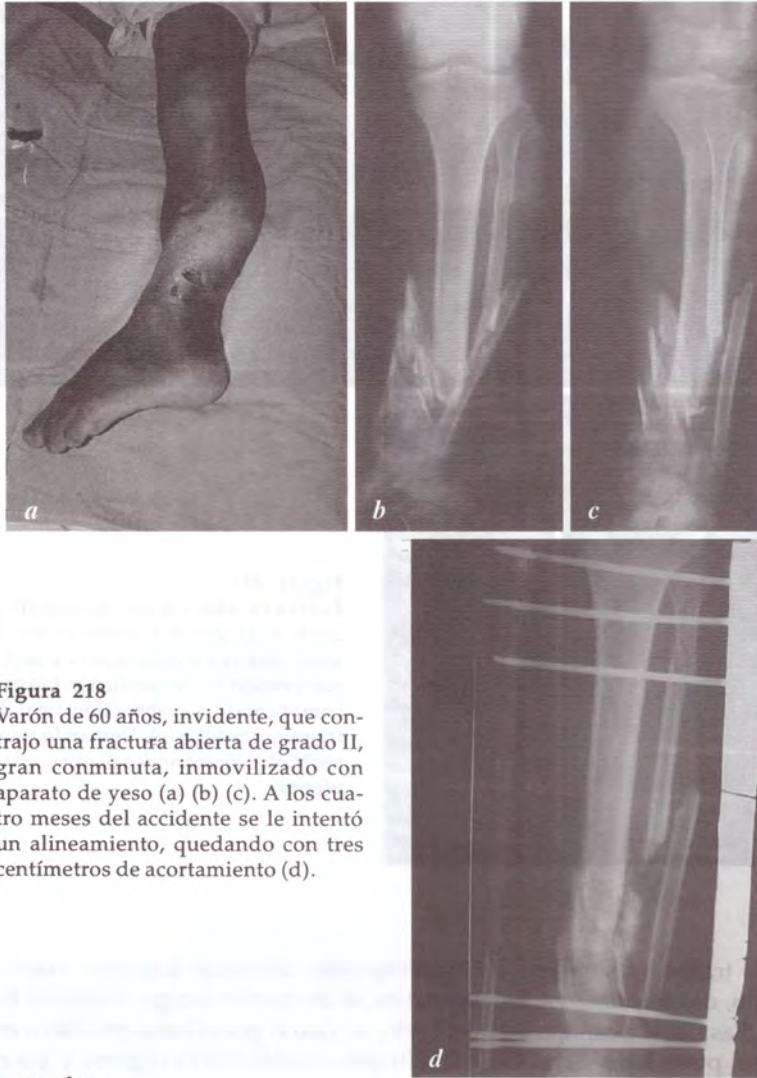 a
b
c
Figura 218
Varón de 60 años, invidente, que con-
trajo una fractura abierta de grado II,
gran conminuta, inmovilizado con
aparato de yeso (a) (b) (c). A los cua-
tro meses del accidente se le intentó
un alineamiento, quedando con tres
centímetros de acortamiento (d).
d